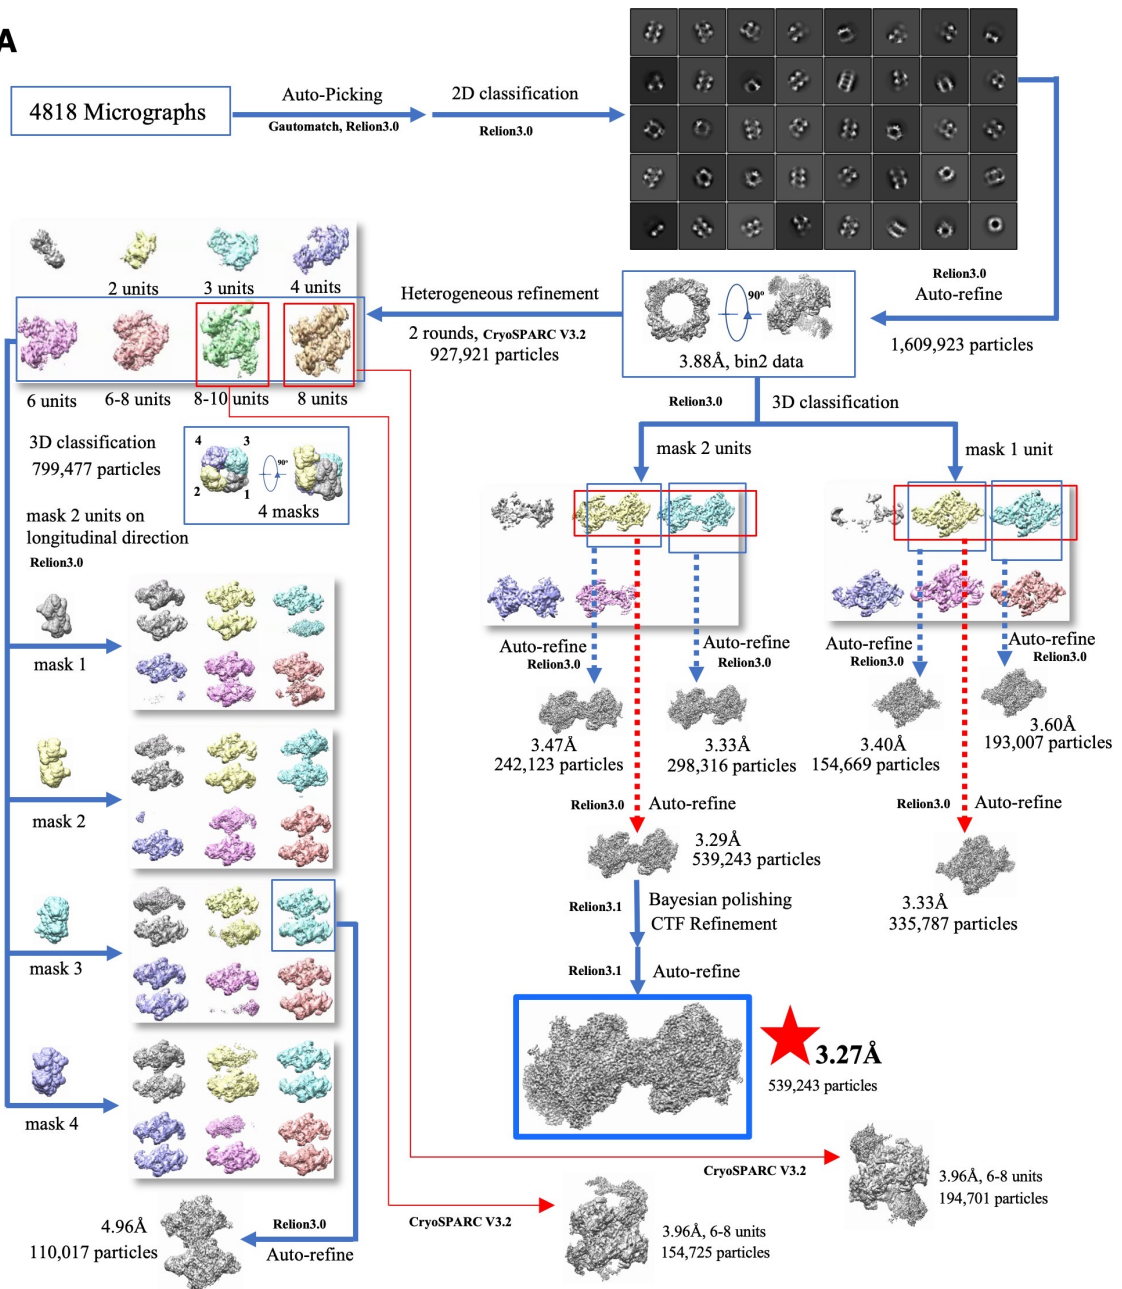 A
4818 Micrographs
Auto-Picking
Gautomatch, Relion3.0
2D classification
Relion3.0
Relion3.0
Auto-refine
1,609,923 particles
90°
3.88Å, bin2 data
Heterogeneous refinement
2 rounds, CryoSPARC V3.2
927,921 particles
2 units
3 units
4 units
6 units
6-8 units
8-10 units
8 units
3D classification
799,477 particles
4
3
2
1
90°
4 masks
mask 2 units on
longitudinal direction
Relion3.0
mask 1
mask 2
mask 3
mask 4
Relion3.0
Auto-refine
4.96Å
110,017 particles
Relion3.0
3D classification
mask 2 units
mask 1 unit
Auto-refine
Relion3.0
Auto-refine
Relion3.0
3.47Å
242,123 particles
3.33Å
298,316 particles
Auto-refine
Relion3.0
Auto-refine
Relion3.0
3.40Å
154,669 particles
3.60Å
193,007 particles
Relion3.0
Auto-refine
3.29Å
539,243 particles
Relion3.0
Auto-refine
3.33Å
335,787 particles
Relion3.1
Bayesian polishing
CTF Refinement
Relion3.1
Auto-refine
3.27Å
539,243 particles
CryoSPARC V3.2
3.96Å, 6-8 units
194,701 particles
CryoSPARC V3.2
3.96Å, 6-8 units
154,725 particles